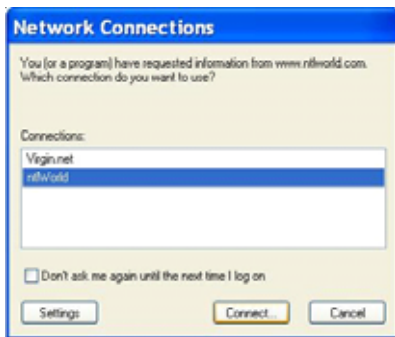 Network Connections
You (or a program) have requested information from www.ntlworld.com.
Which connection do you want to use?
Connections:
Virgin.net
ntlWorld
Don't ask me again until the next time I log on
Settings
Connect...
Cancel